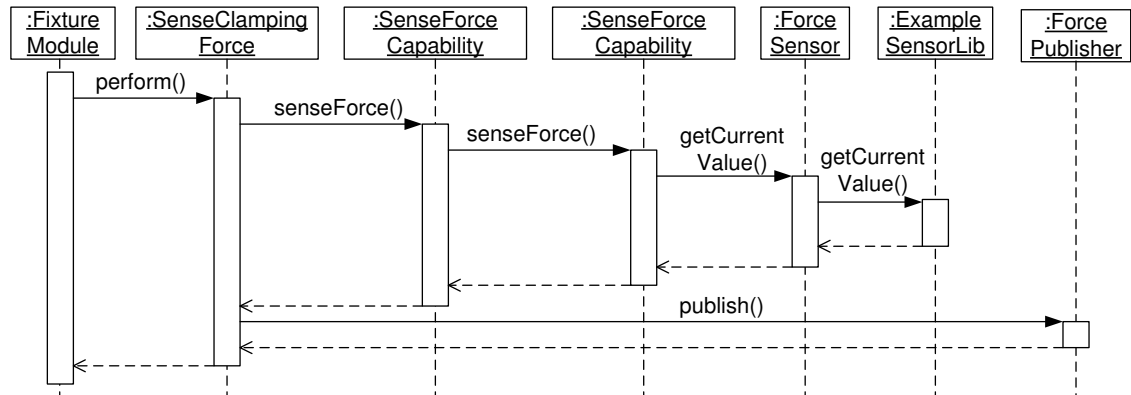 :Fixture
Module
:SenseClamping
Force
:SenseForce
Capability
:SenseForce
Capability
:Force
Sensor
:Example
SensorLib
:Force
Publisher
perform()
senseForce()
senseForce()
getCurrent
Value()
getCurrent
Value()
publish()